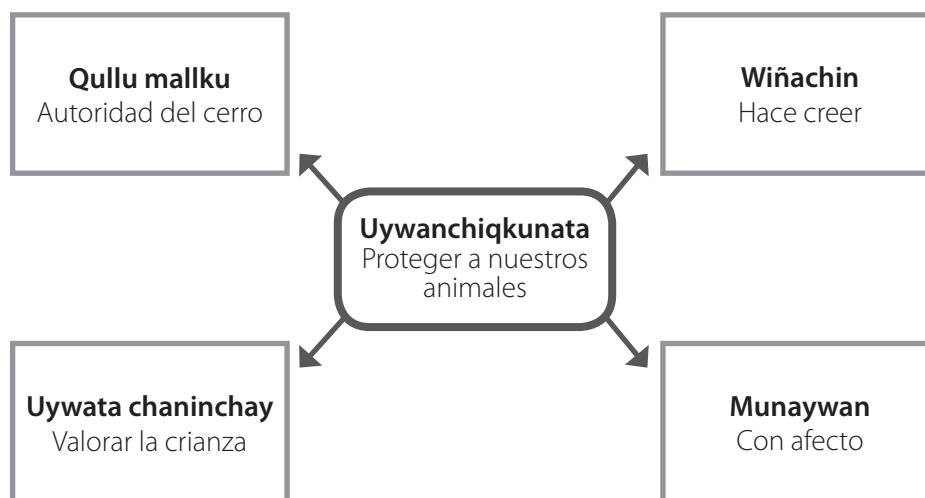 Qullu mallku
Autoridad del cerro
Wiñachin
Hace creer
Uywanchiqkunata
Proteger a nuestros
animales
Uywata chaninchay
Valorar la crianza
Munaywan
Con afecto